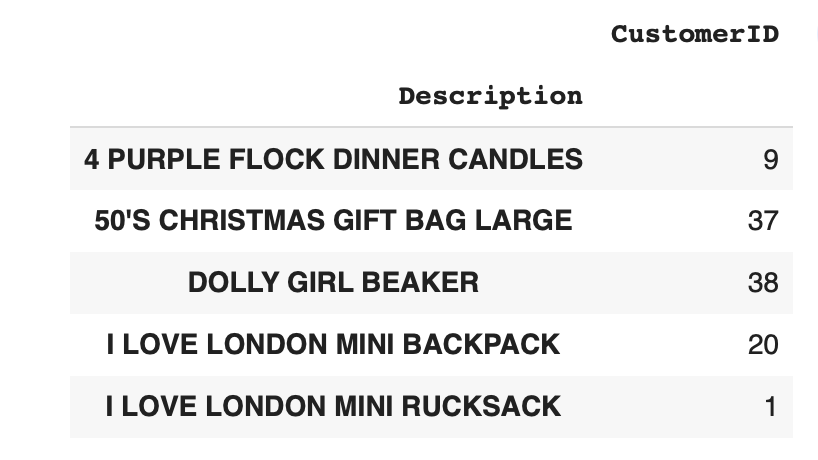 CustomerID
Description
4 PURPLE FLOCK DINNER CANDLES 9
50'S CHRISTMAS GIFT BAG LARGE 37
DOLLY GIRL BEAKER 38
I LOVE LONDON MINI BACKPACK 20
I LOVE LONDON MINI RUCKSACK 1